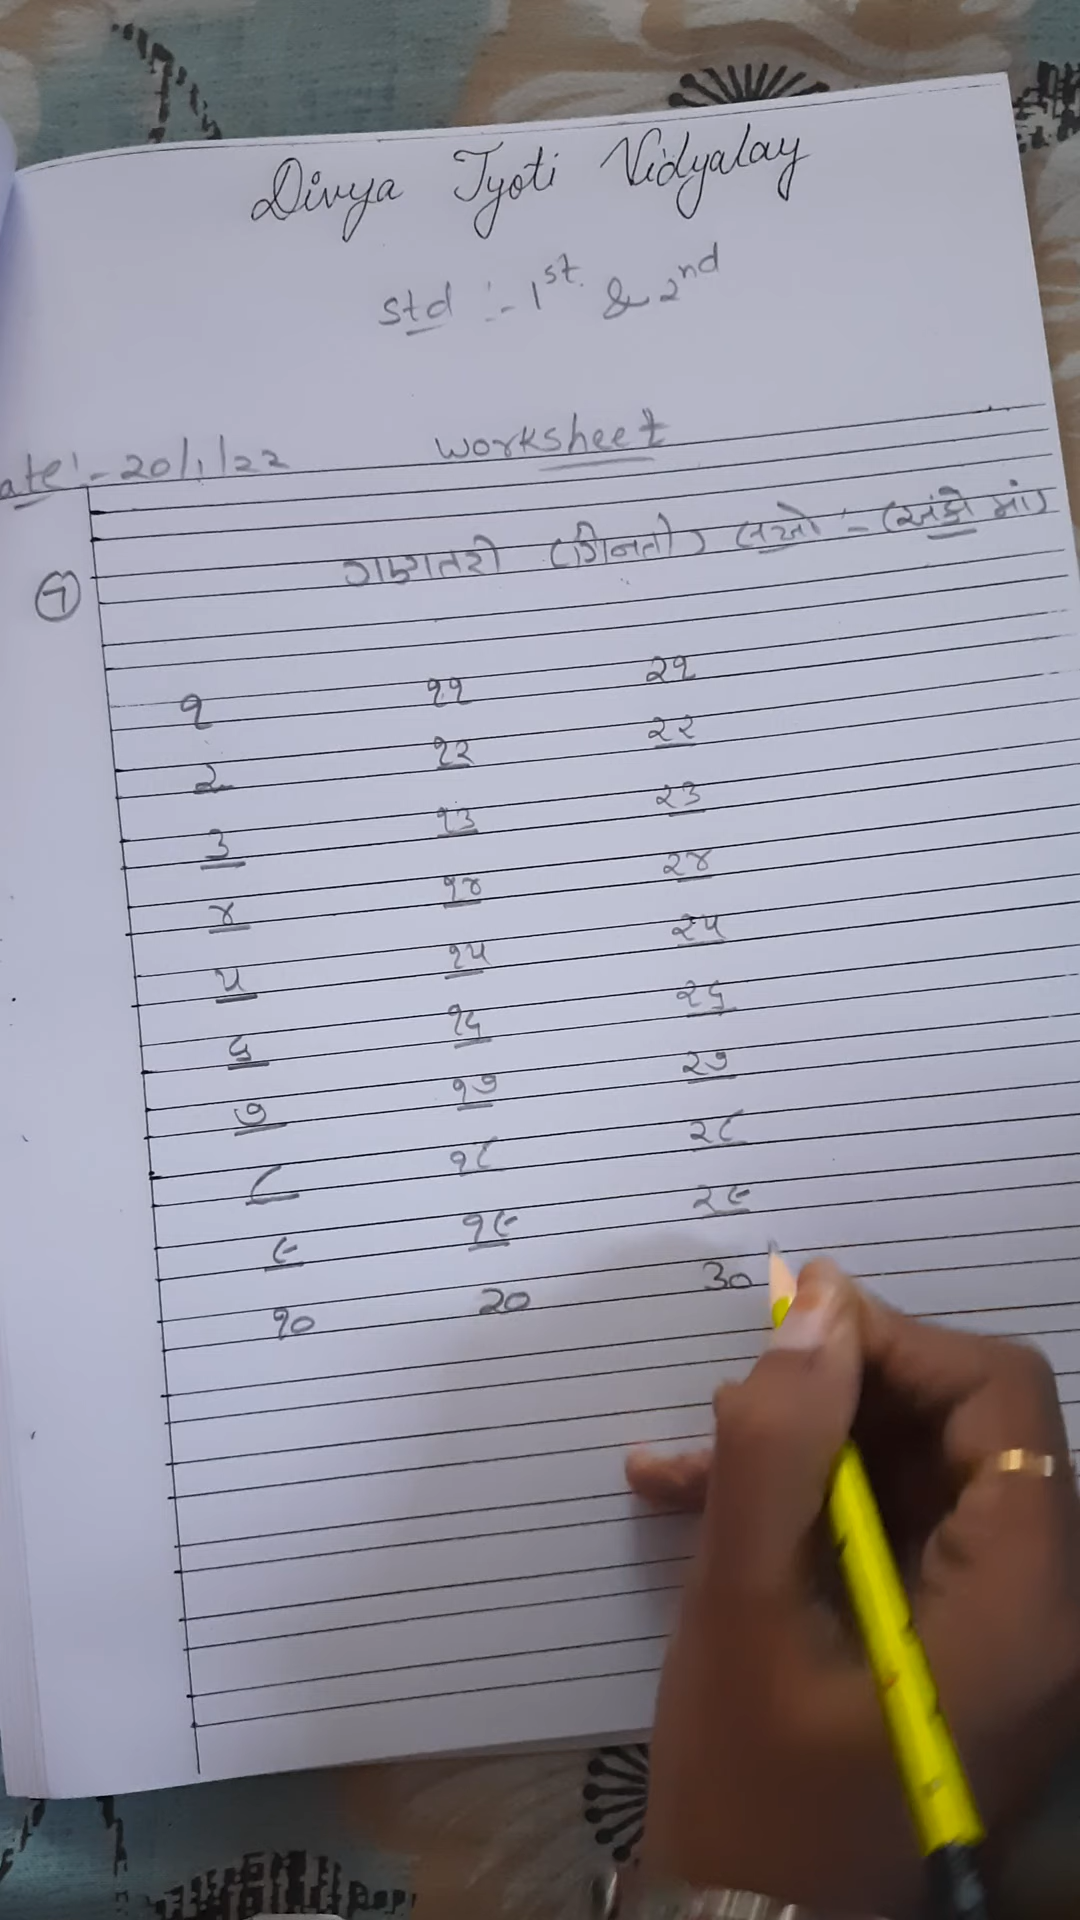 Divya Jyoti Vidyalay
std :- 1st & 2nd
ate :- 20/1/22 Worksheet
૧ ગણતરી (ગિનતી) લખો :- (અંકો માં)
૧ ૧૧ ૨૧
૨ ૧૨ ૨૨
૩ ૧૩ ૨૩
૪ ૧૪ ૨૪
૫ ૧૫ ૨૫
૬ ૧૬ ૨૬
૭ ૧૭ ૨૭
૮ ૧૮ ૨૮
૯ ૧૯ ૨૯
૧૦ ૨૦ ૩૦